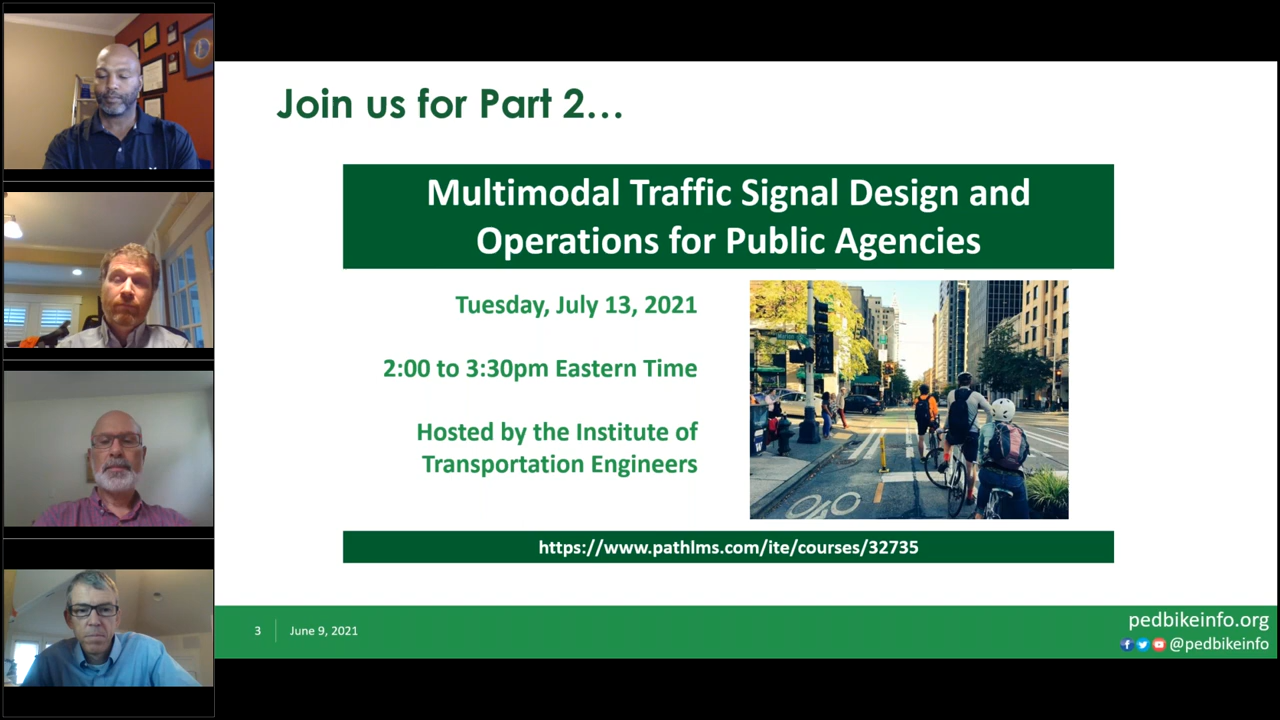 Join us for Part 2…
Multimodal Traffic Signal Design and
Operations for Public Agencies
Tuesday, July 13, 2021
2:00 to 3:30pm Eastern Time
Hosted by the Institute of
Transportation Engineers
https://www.pathlms.com/ite/courses/32735
3
June 9, 2021
pedbikeinfo.org
@pedbikeinfo